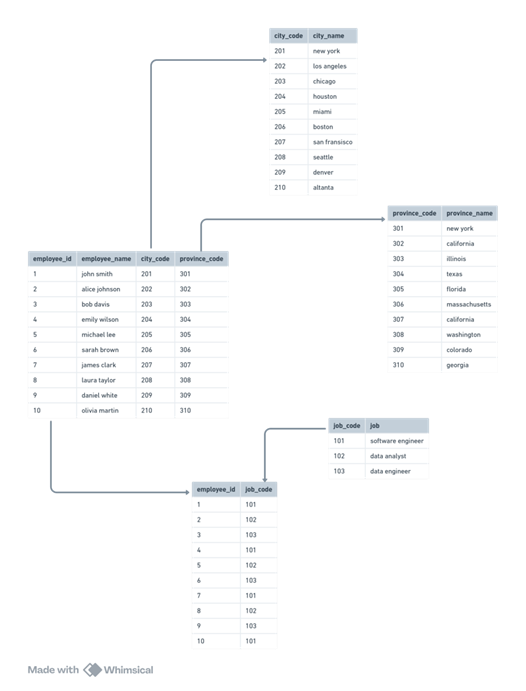 city_code city_name
201 new york
202 los angeles
203 chicago
204 houston
205 miami
206 boston
207 san fransisco
208 seattle
209 denver
210 altanta
province_code province_name
301 new york
302 california
303 illinois
304 texas
305 florida
306 massachusetts
307 california
308 washington
309 colorado
310 georgia
employee_id employee_name city_code province_code
1 john smith 201 301
2 alice johnson 202 302
3 bob davis 203 303
4 emily wilson 204 304
5 michael lee 205 305
6 sarah brown 206 306
7 james clark 207 307
8 laura taylor 208 308
9 daniel white 209 309
10 olivia martin 210 310
job_code job
101 software engineer
102 data analyst
103 data engineer
employee_id job_code
1 101
2 102
3 103
4 101
5 102
6 103
7 101
8 102
9 103
10 101
Made with Whimsical